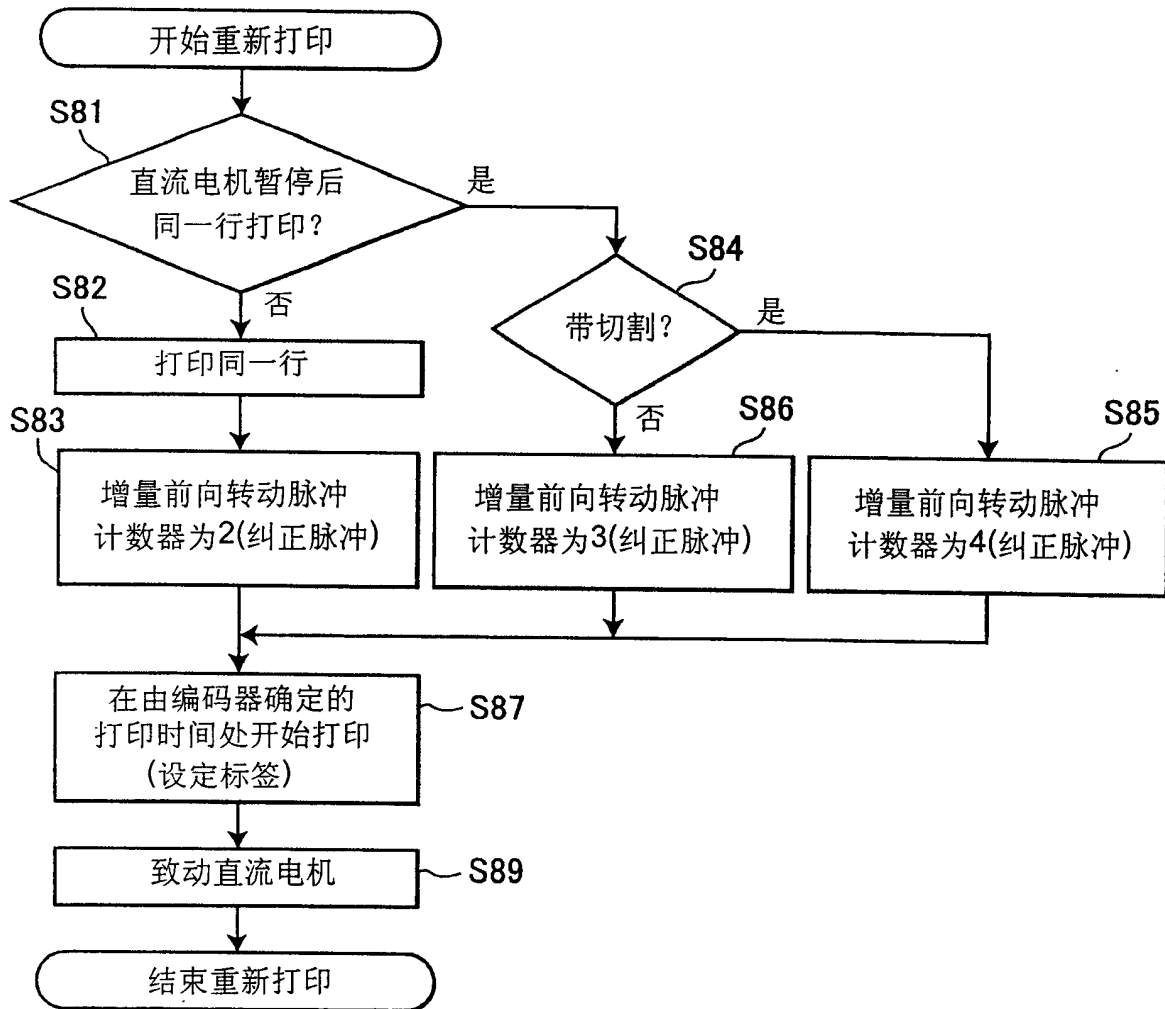 开始重新打印
S81
直流电机暂停后
同一行打印?
是
S84
带切割?
是
S82
否
打印同一行
S83
增量前向转动脉冲
计数器为2(纠正脉冲)
否
S86
增量前向转动脉冲
计数器为3(纠正脉冲)
S85
增量前向转动脉冲
计数器为4(纠正脉冲)
在由编码器确定的
打印时间处开始打印
(设定标签)
S87
致动直流电机
S89
结束重新打印